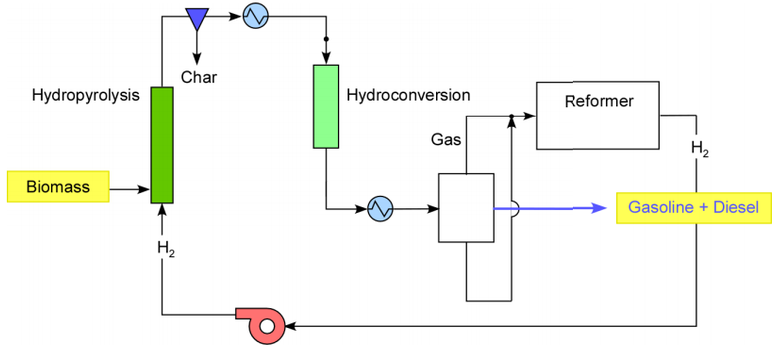 Char
Hydropyrolysis
Hydroconversion
Reformer
Gas
H₂
Biomass
Gasoline + Diesel
H₂